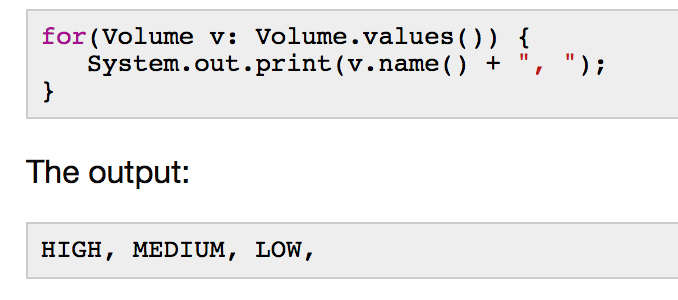 for(Volume v: Volume.values()) {
   System.out.print(v.name() + ", ");
}
The output:
HIGH, MEDIUM, LOW,